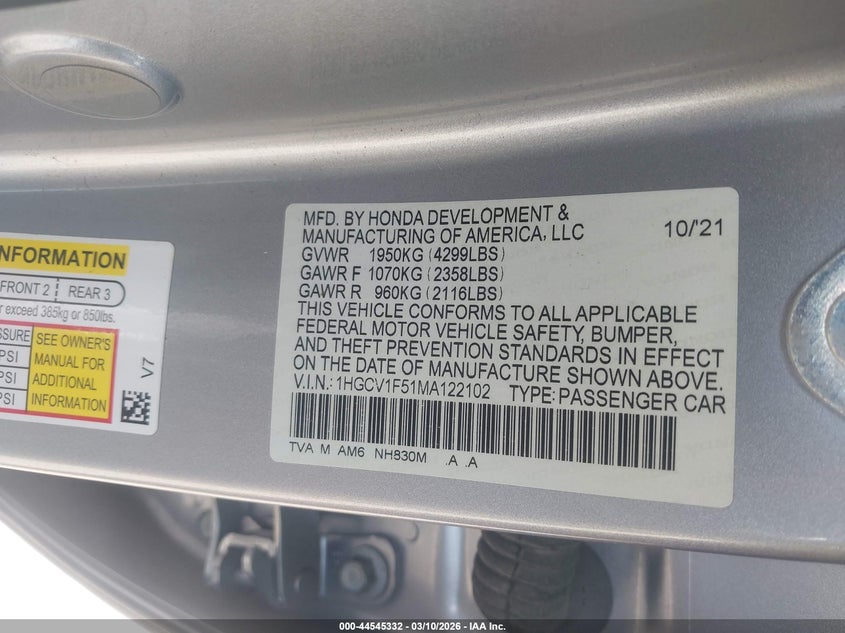 INFORMATION
FRONT 2 REAR 3
or exceed 385kg or 850lbs.
SEE OWNER'S
MANUAL FOR
ADDITIONAL
INFORMATION
PSI
PSI
PSI
V7
MFD. BY HONDA DEVELOPMENT &
MANUFACTURING OF AMERICA, LLC 10/'21
GVWR 1950KG (4299LBS)
GAWR F 1070KG (2358LBS)
GAWR R 960KG (2116LBS)
THIS VEHICLE CONFORMS TO ALL APPLICABLE
FEDERAL MOTOR VEHICLE SAFETY, BUMPER,
AND THEFT PREVENTION STANDARDS IN EFFECT
ON THE DATE OF MANUFACTURE SHOWN ABOVE.
V.I.N.: 1HGCV1F51MA122102 TYPE: PASSENGER CAR
TVA M AM6 NH830M .A .A
000-44545332 - 03/10/2026 - IAA Inc.